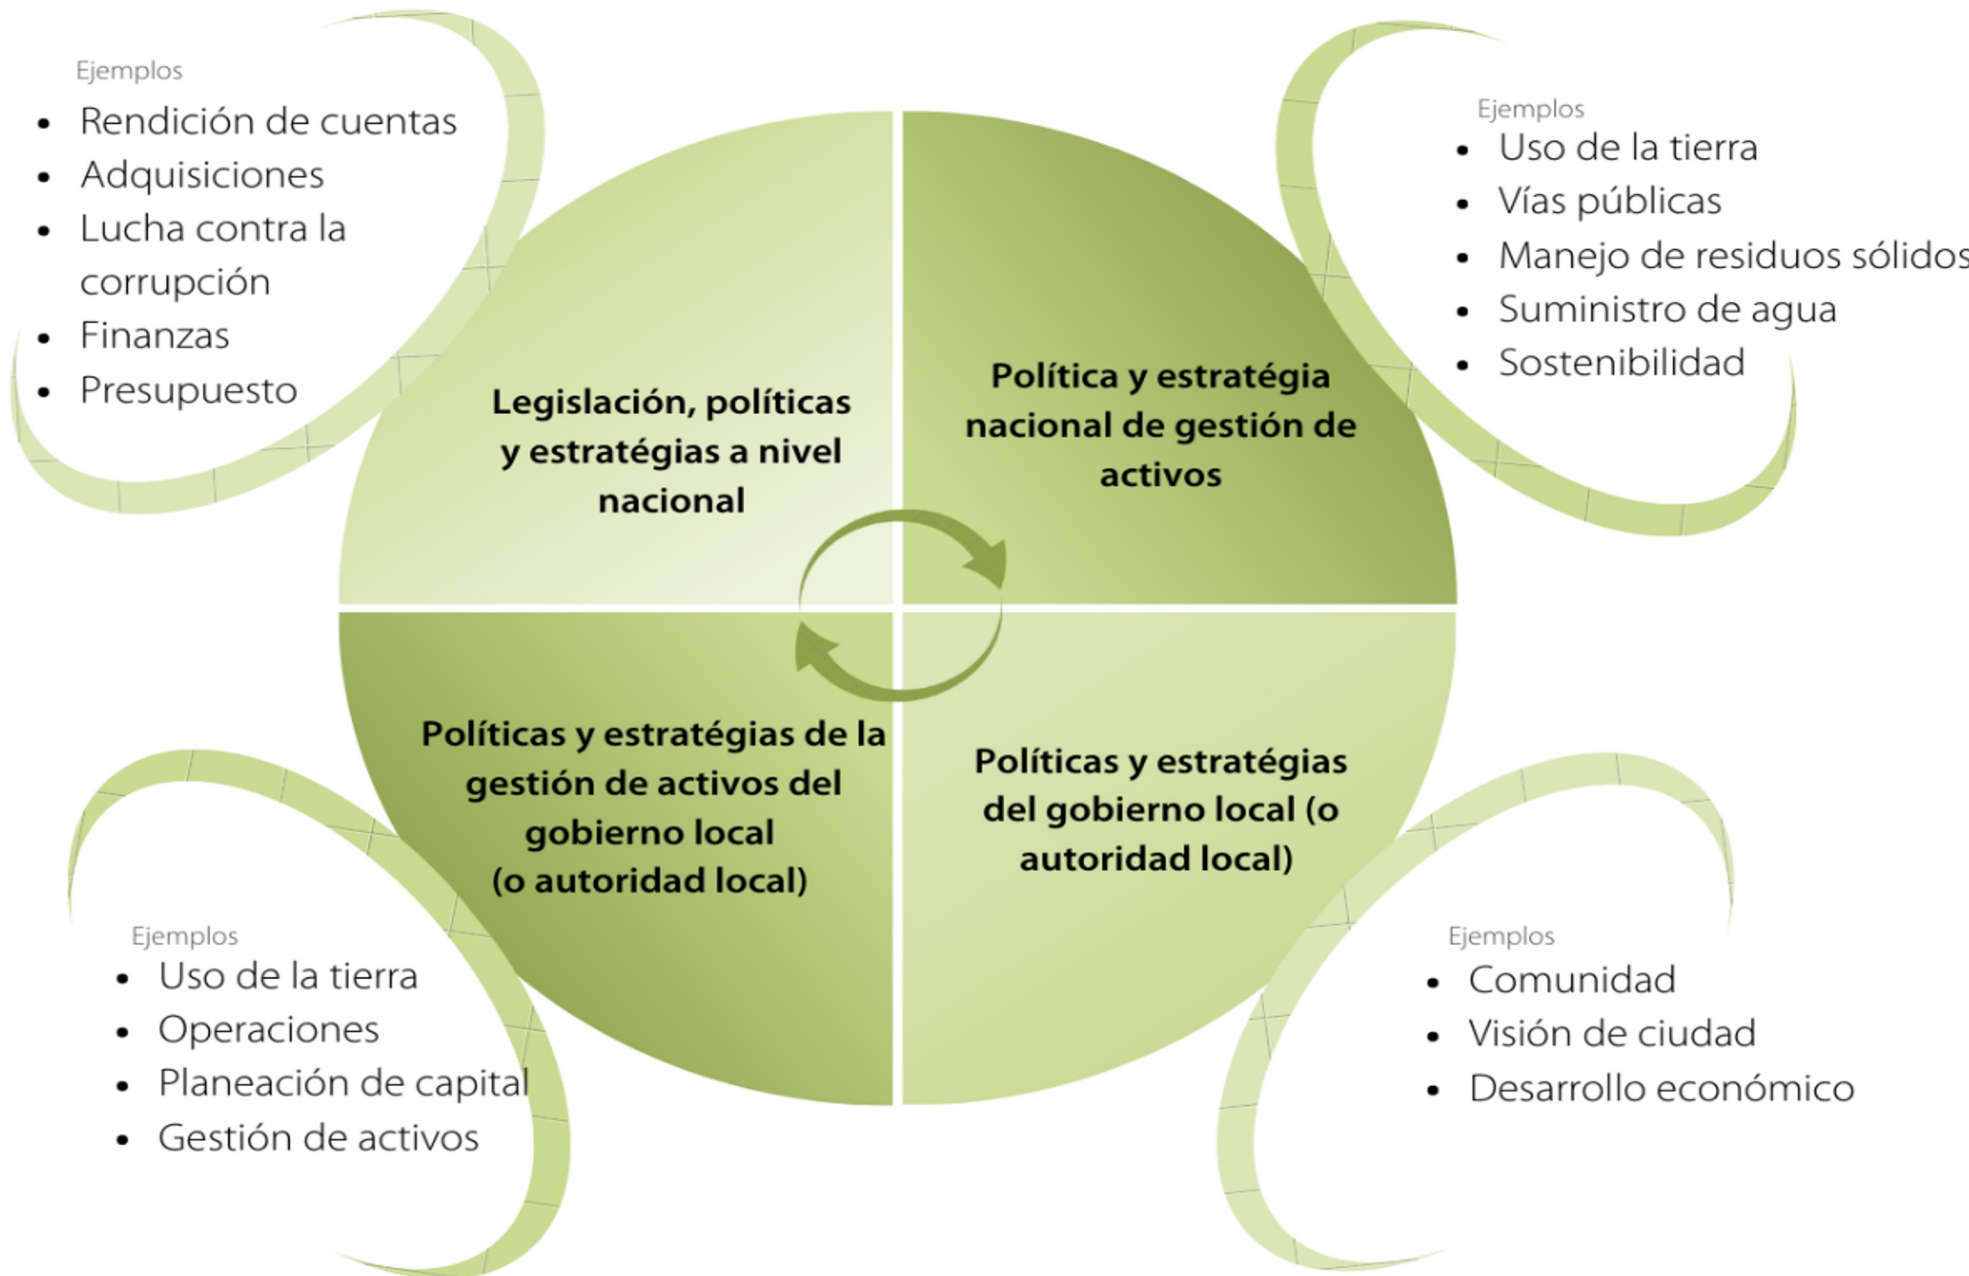 Ejemplos
• Rendición de cuentas
• Adquisiciones
• Lucha contra la
corrupción
• Finanzas
• Presupuesto
Ejemplos
• Uso de la tierra
• Vías públicas
• Manejo de residuos sólidos
• Suministro de agua
• Sostenibilidad
Legislación, políticas
y estratégias a nivel
nacional
Política y estratégia
nacional de gestión de
activos
Políticas y estratégias de la
gestión de activos del
gobierno local
(o autoridad local)
Políticas y estratégias
del gobierno local (o
autoridad local)
Ejemplos
• Uso de la tierra
• Operaciones
• Planeación de capital
• Gestión de activos
Ejemplos
• Comunidad
• Visión de ciudad
• Desarrollo económico